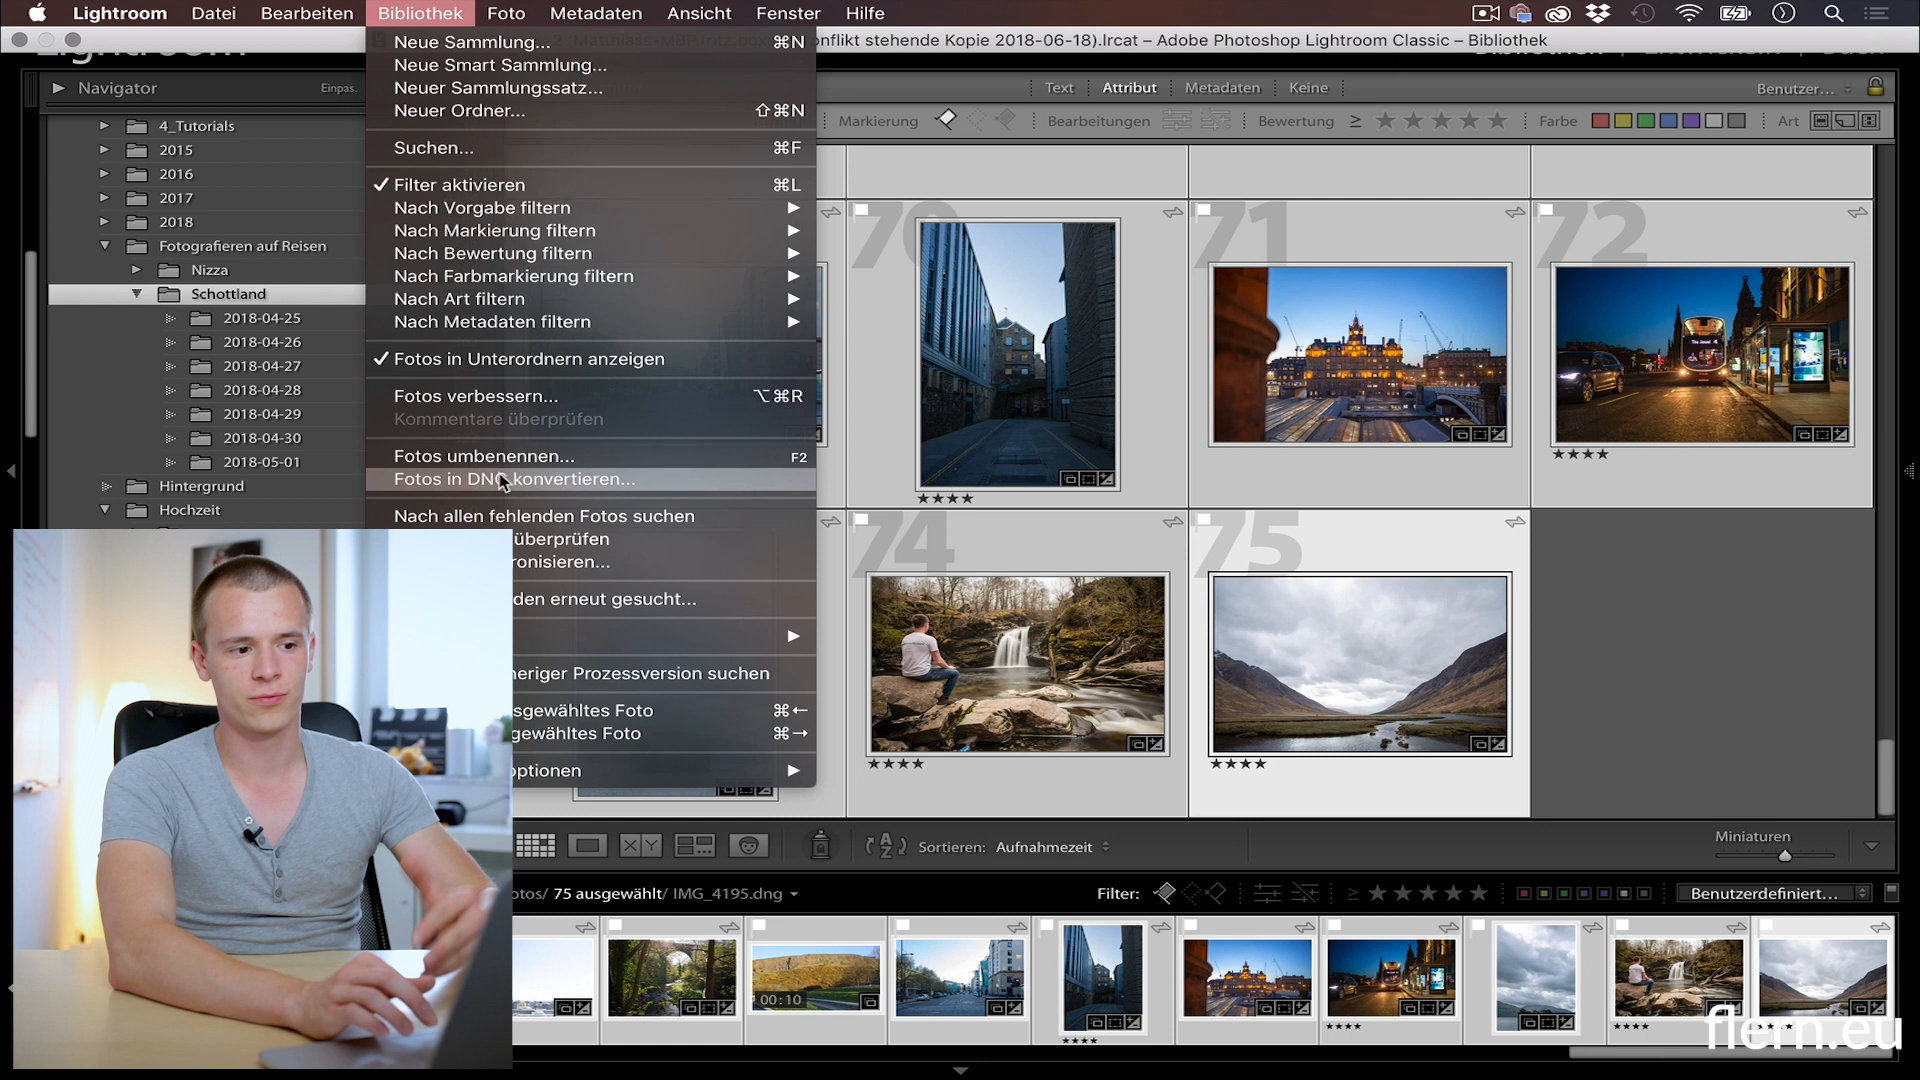 Lightroom Datei Bearbeiten Bibliothek Foto Metadaten Ansicht Fenster Hilfe
onflikt stehende Kopie 2018-06-18).lrcat – Adobe Photoshop Lightroom Classic – Bibliothek
Navigator Einpas.
4_Tutorials
2015
2016
2017
2018
Fotografieren auf Reisen
Nizza
Schottland
2018-04-25
2018-04-26
2018-04-27
2018-04-28
2018-04-29
2018-04-30
2018-05-01
Hintergrund
Hochzeit
Neue Sammlung... ⌘N
Neue Smart Sammlung...
Neuer Sammlungssatz...
Neuer Ordner... ⇧⌘N
Suchen... ⌘F
✓ Filter aktivieren ⌘L
Nach Vorgabe filtern
Nach Markierung filtern
Nach Bewertung filtern
Nach Farbmarkierung filtern
Nach Art filtern
Nach Metadaten filtern
✓ Fotos in Unterordnern anzeigen
Fotos verbessern... ⌥⌘R
Kommentare überprüfen
Fotos umbenennen... F2
Fotos in DNG konvertieren...
Nach allen fehlenden Fotos suchen
überprüfen
ronisieren...
den erneut gesucht...
heriger Prozessversion suchen
sgewähltes Foto ⌘←
gewähltes Foto ⌘→
optionen
Text Attribut Metadaten Keine Benutzer...
Markierung Bearbeitungen Bewertung ≥ ★★★★★ Farbe Art
70 71 72
★★★★
★★★★
74 75
★★★★ ★★★★
XY Sortieren: Aufnahmezeit Miniaturen
otos/ 75 ausgewählt/ IMG_4195.dng Filter: ≥ ★★★★★ Benutzerdefiniert...
00:10
★★★★ ★★★★ ★★★★
flern.eu